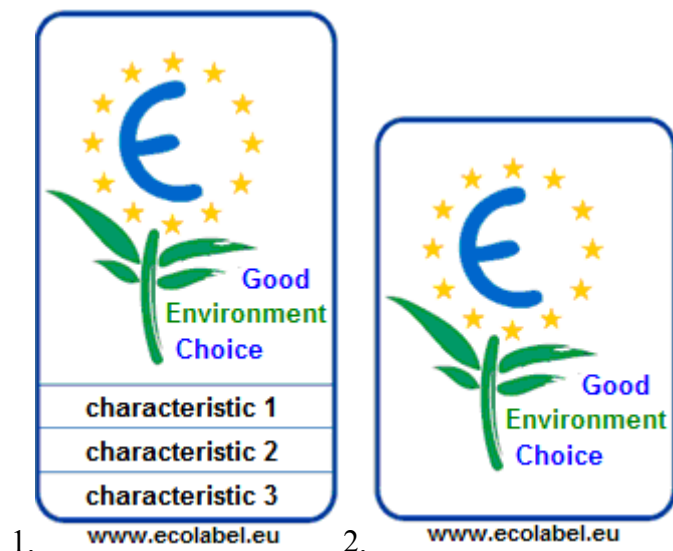 Good
Environment
Choice
characteristic 1
characteristic 2
characteristic 3
www.ecolabel.eu
1.
Good
Environment
Choice
www.ecolabel.eu
2.